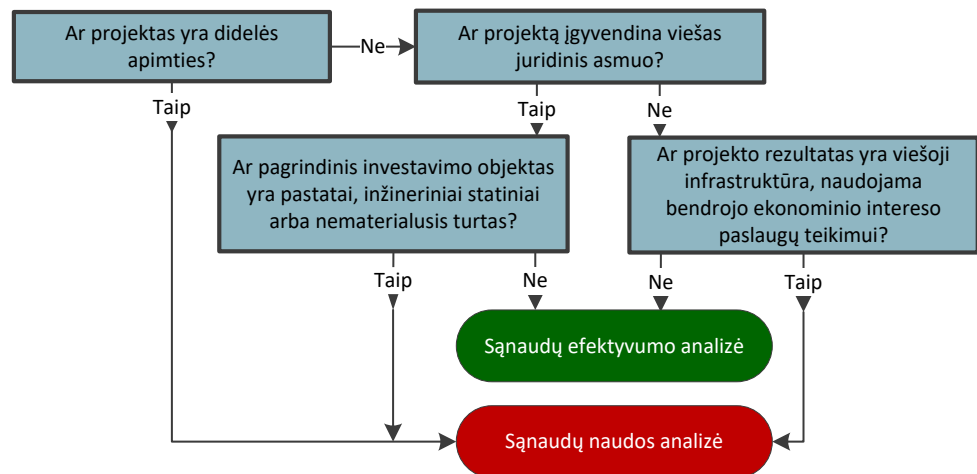 Ar projektas yra didelės
apimties?
Ne
Ar projektą įgyvendina viešas
juridinis asmuo?
Taip
Taip
Ne
Ar pagrindinis investavimo objektas
yra pastatai, inžineriniai statiniai
arba nematerialusis turtas?
Ar projekto rezultatas yra viešoji
infrastruktūra, naudojama
bendrojo ekonominio intereso
paslaugų teikimui?
Taip
Ne
Ne
Taip
Sąnaudų efektyvumo analizė
Sąnaudų naudos analizė